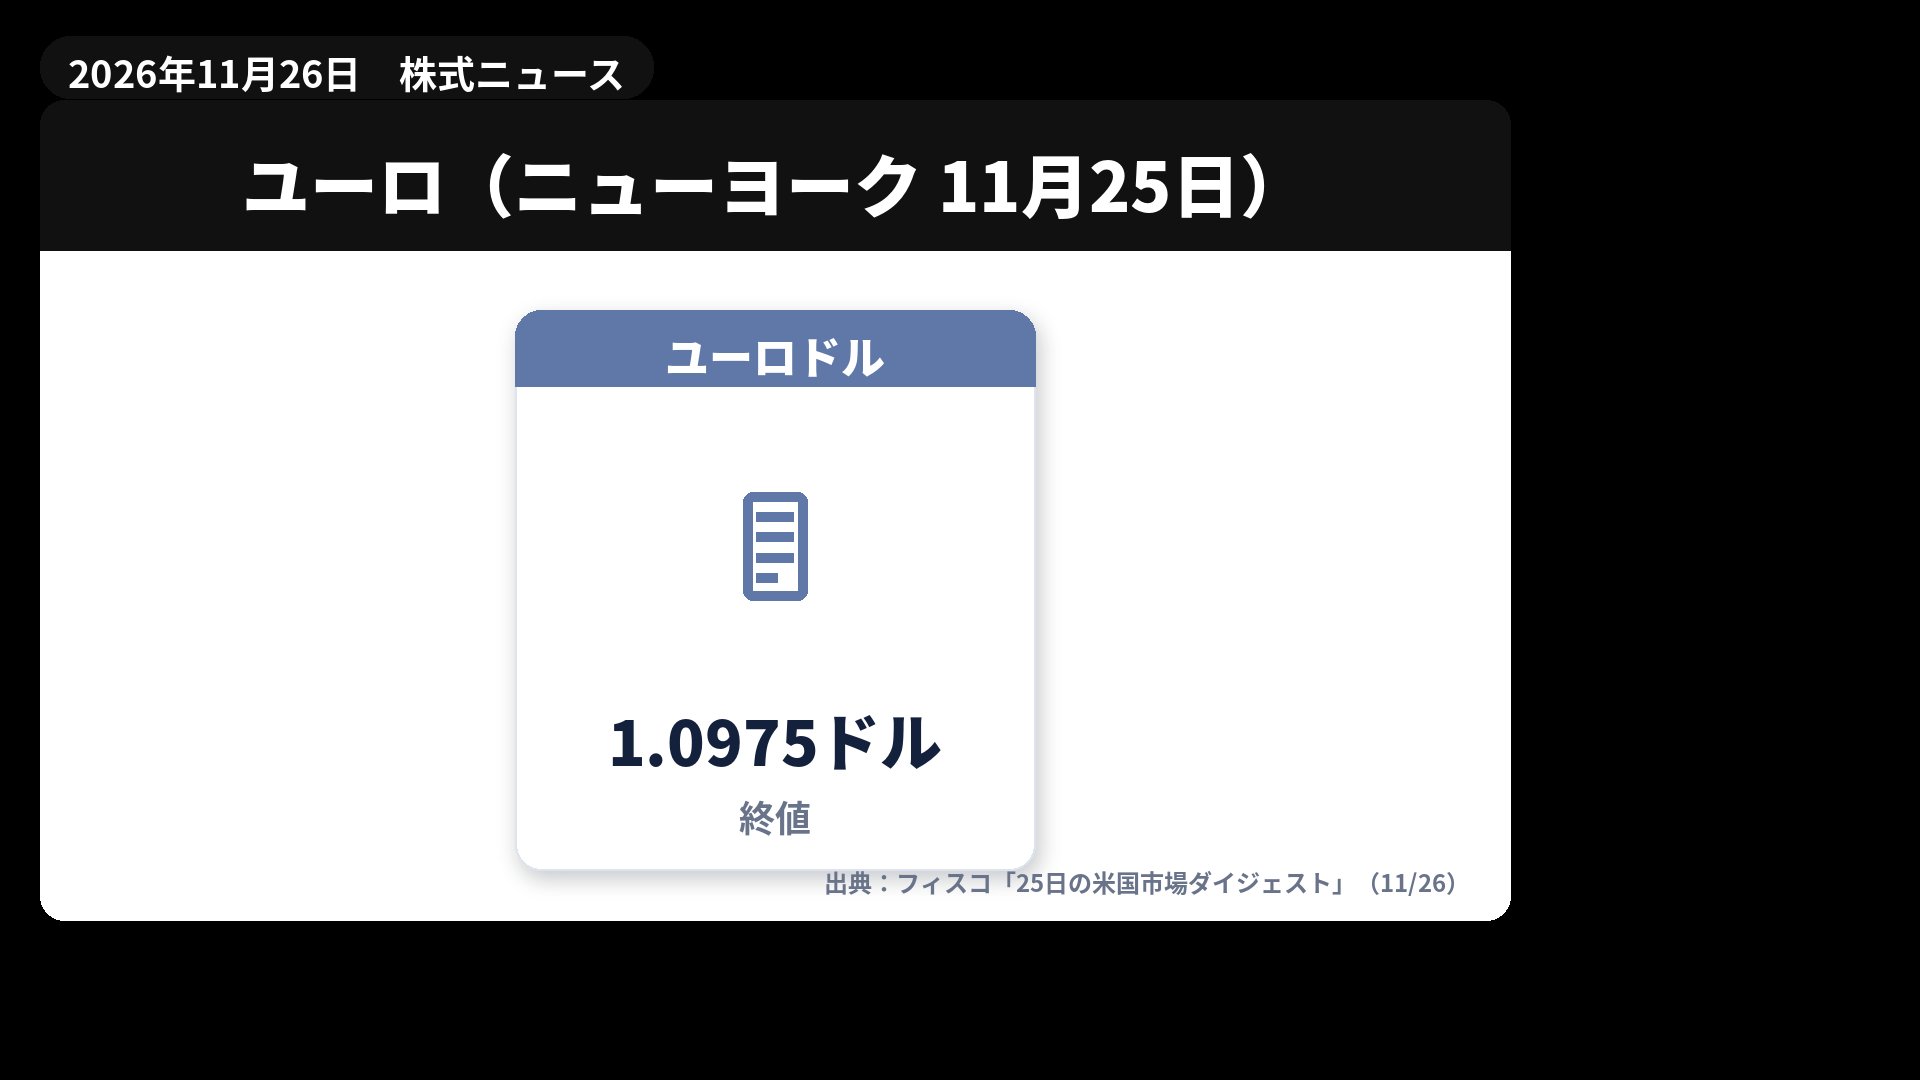 2026年11月26日　株式ニュース
ユーロ（ニューヨーク 11月25日）
ユーロドル
1.0975ドル
終値
出典：フィスコ「25日の米国市場ダイジェスト」（11/26）